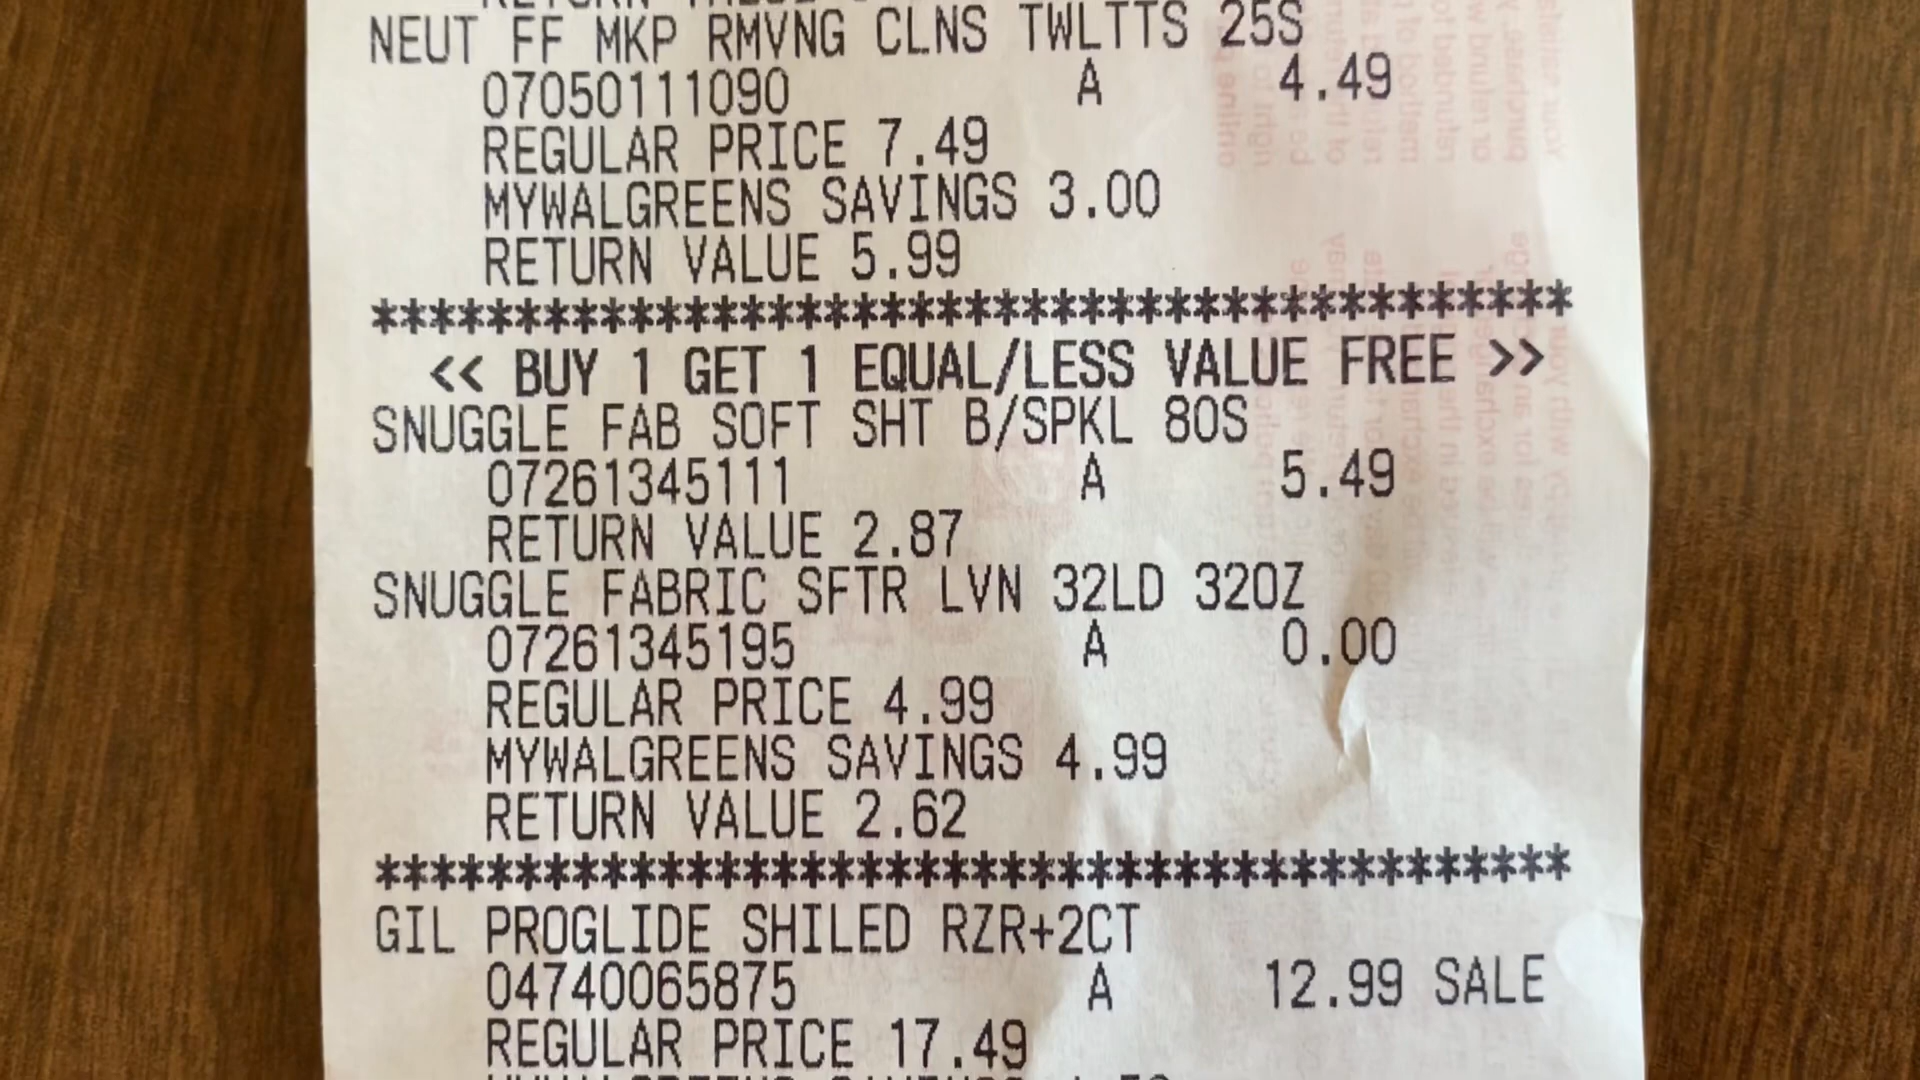 RETURN VALUE
NEUT FF MKP RMVNG CLNS TWLTTS 25S
07050111090 A 4.49
REGULAR PRICE 7.49
MYWALGREENS SAVINGS 3.00
RETURN VALUE 5.99
*******************************************
<< BUY 1 GET 1 EQUAL/LESS VALUE FREE >>
SNUGGLE FAB SOFT SHT B/SPKL 80S
07261345111 A 5.49
RETURN VALUE 2.87
SNUGGLE FABRIC SFTR LVN 32LD 32OZ
07261345195 A 0.00
REGULAR PRICE 4.99
MYWALGREENS SAVINGS 4.99
RETURN VALUE 2.62
*******************************************
GIL PROGLIDE SHILED RZR+2CT
04740065875 A 12.99 SALE
REGULAR PRICE 17.49
MYWALGREENS SAVINGS